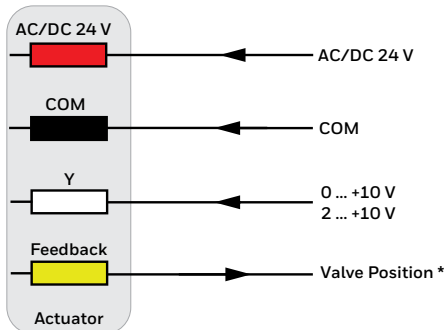 AC/DC 24 V
AC/DC 24 V
COM
COM
Y
0 ... +10 V
2 ... +10 V
Feedback
Valve Position *
Actuator